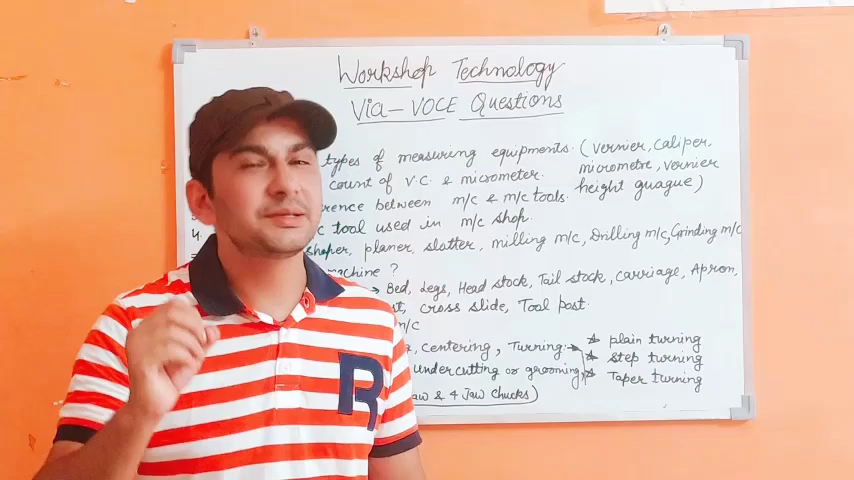 Workshop Technology
Via-VOCE Questions
types of measuring equipments. (vernier, caliper,
micrometre, vernier
height guague)
count of V.C. & micrometer.
rence between m/c & m/c tools.
4. c tool used in m/c shop.
shaper, planer, slotter, milling m/c, Drilling m/c, Grinding m/c
machine ?
→ Bed, Legs, Head stock, Tail stock, carriage, Apron,
st, cross slide, Tool post.
m/c
centering, Turning → ☆ plain turning
☆ step turning
undercutting or grooming, ☆ Taper turning
aw & 4 Jaw chucks)
R